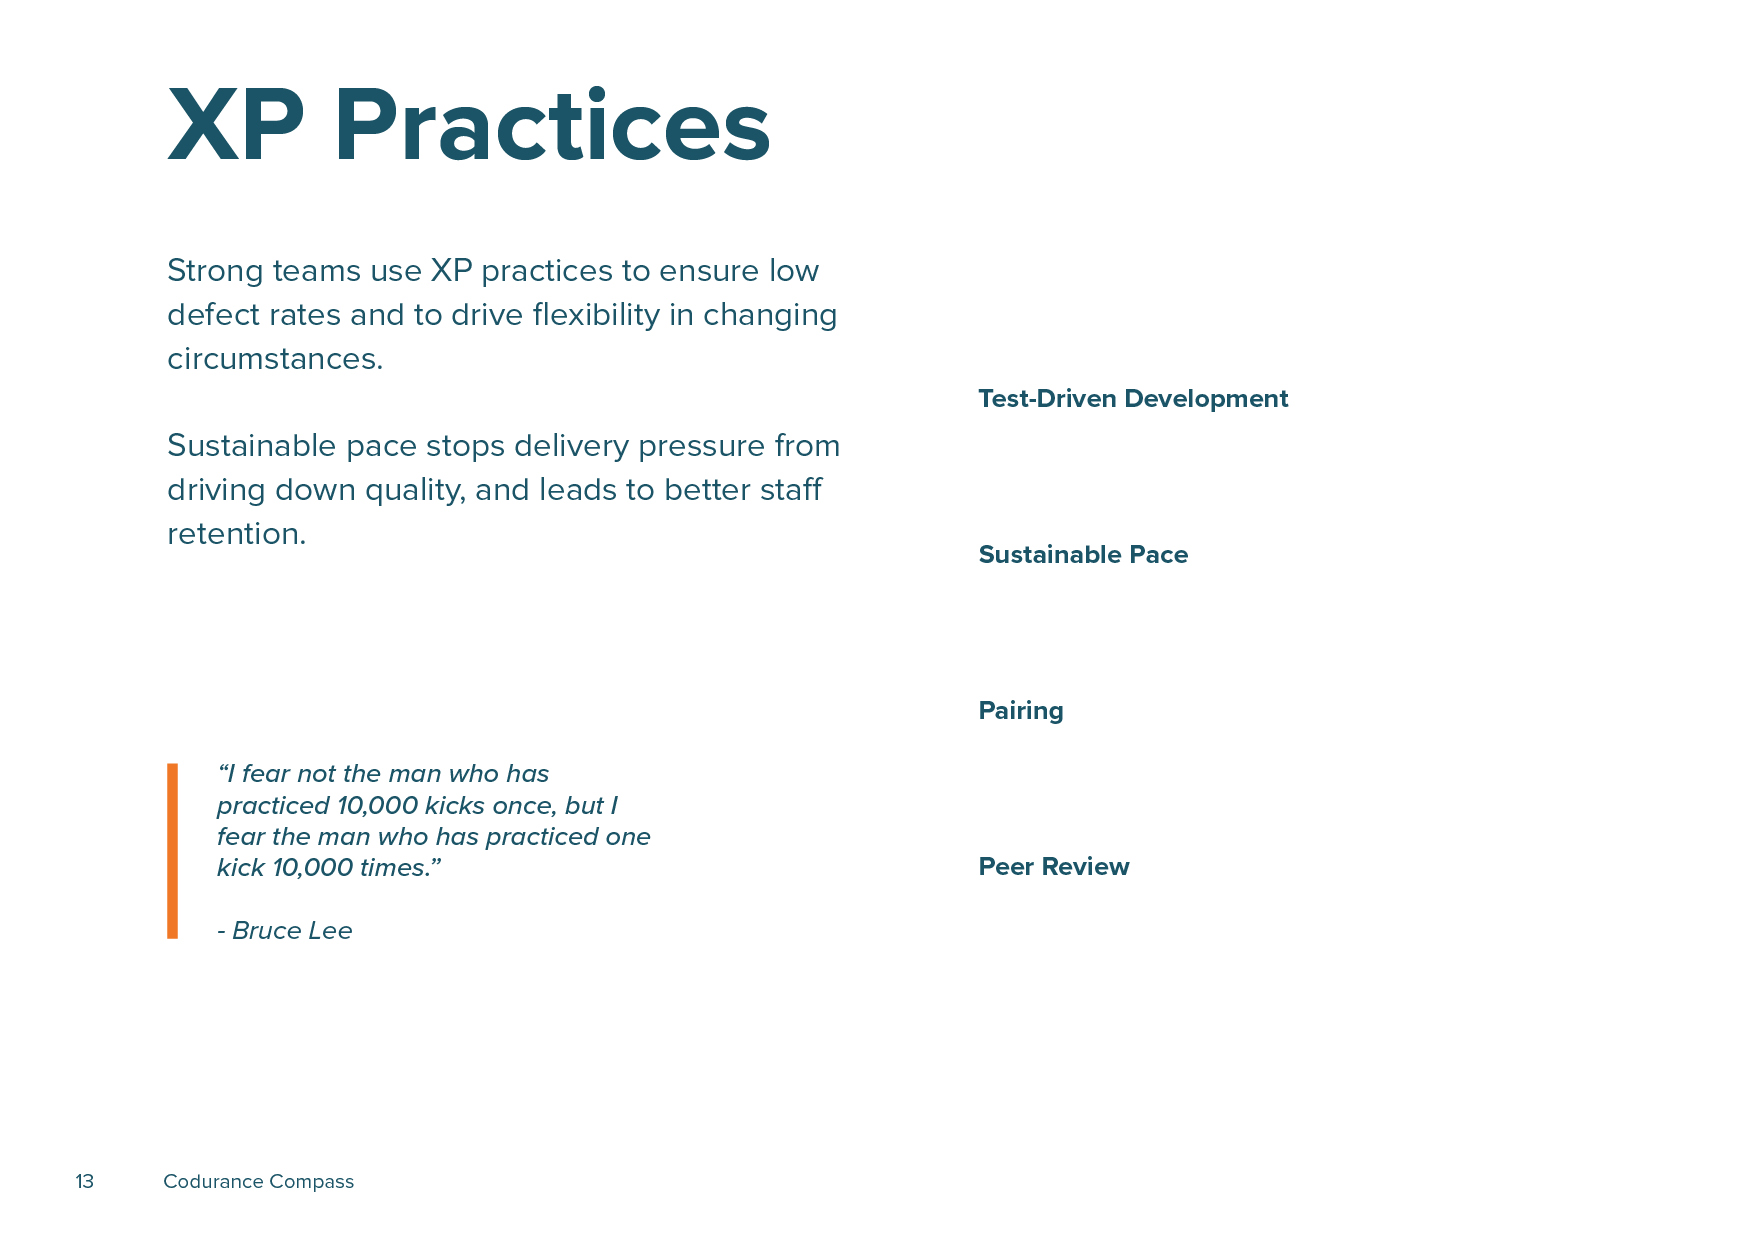 XP Practices
Strong teams use XP practices to ensure low
defect rates and to drive flexibility in changing
circumstances.
Sustainable pace stops delivery pressure from
driving down quality, and leads to better staff
retention.
“I fear not the man who has
practiced 10,000 kicks once, but I
fear the man who has practiced one
kick 10,000 times.”
- Bruce Lee
Test-Driven Development
Sustainable Pace
Pairing
Peer Review
13 Codurance Compass